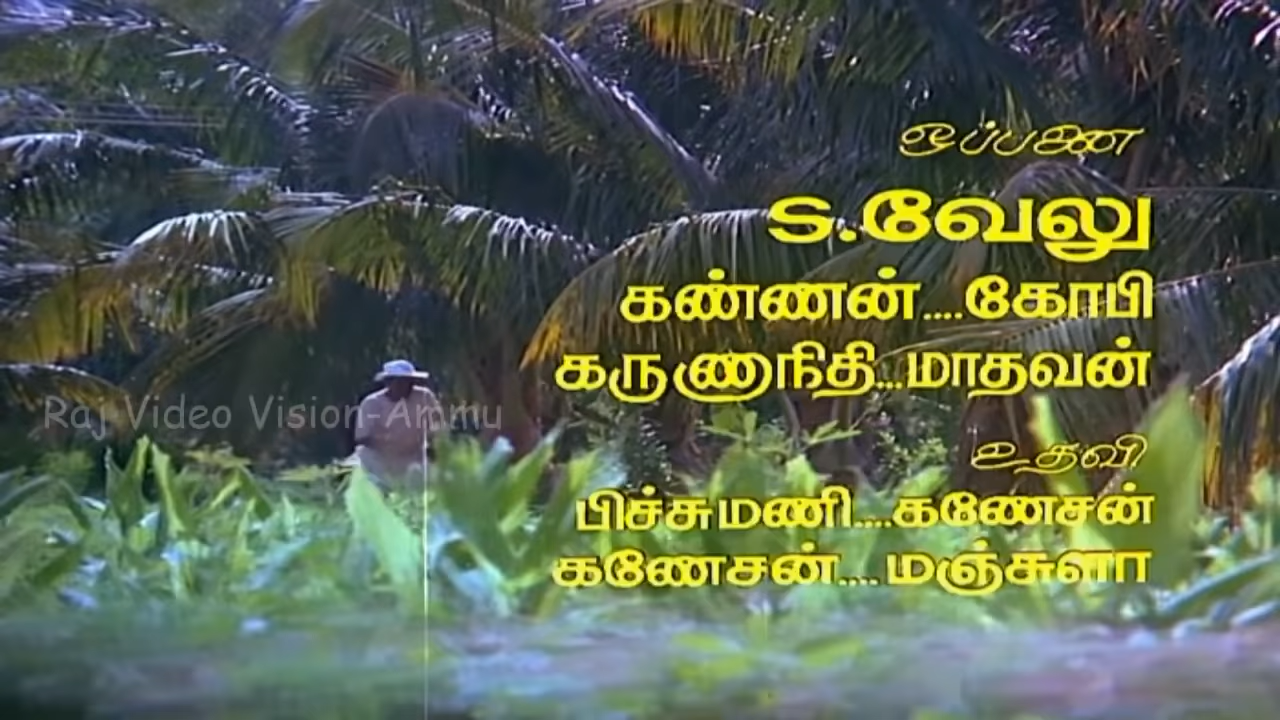 ஒப்பனை
ட.வேலு
கண்ணன்....கோபி
கருணாநிதி...மாதவன்
Raj Video Vision-Ammu
உதவி
பிச்சுமணி....கணேசன்
கணேசன்....மஞ்சுளா